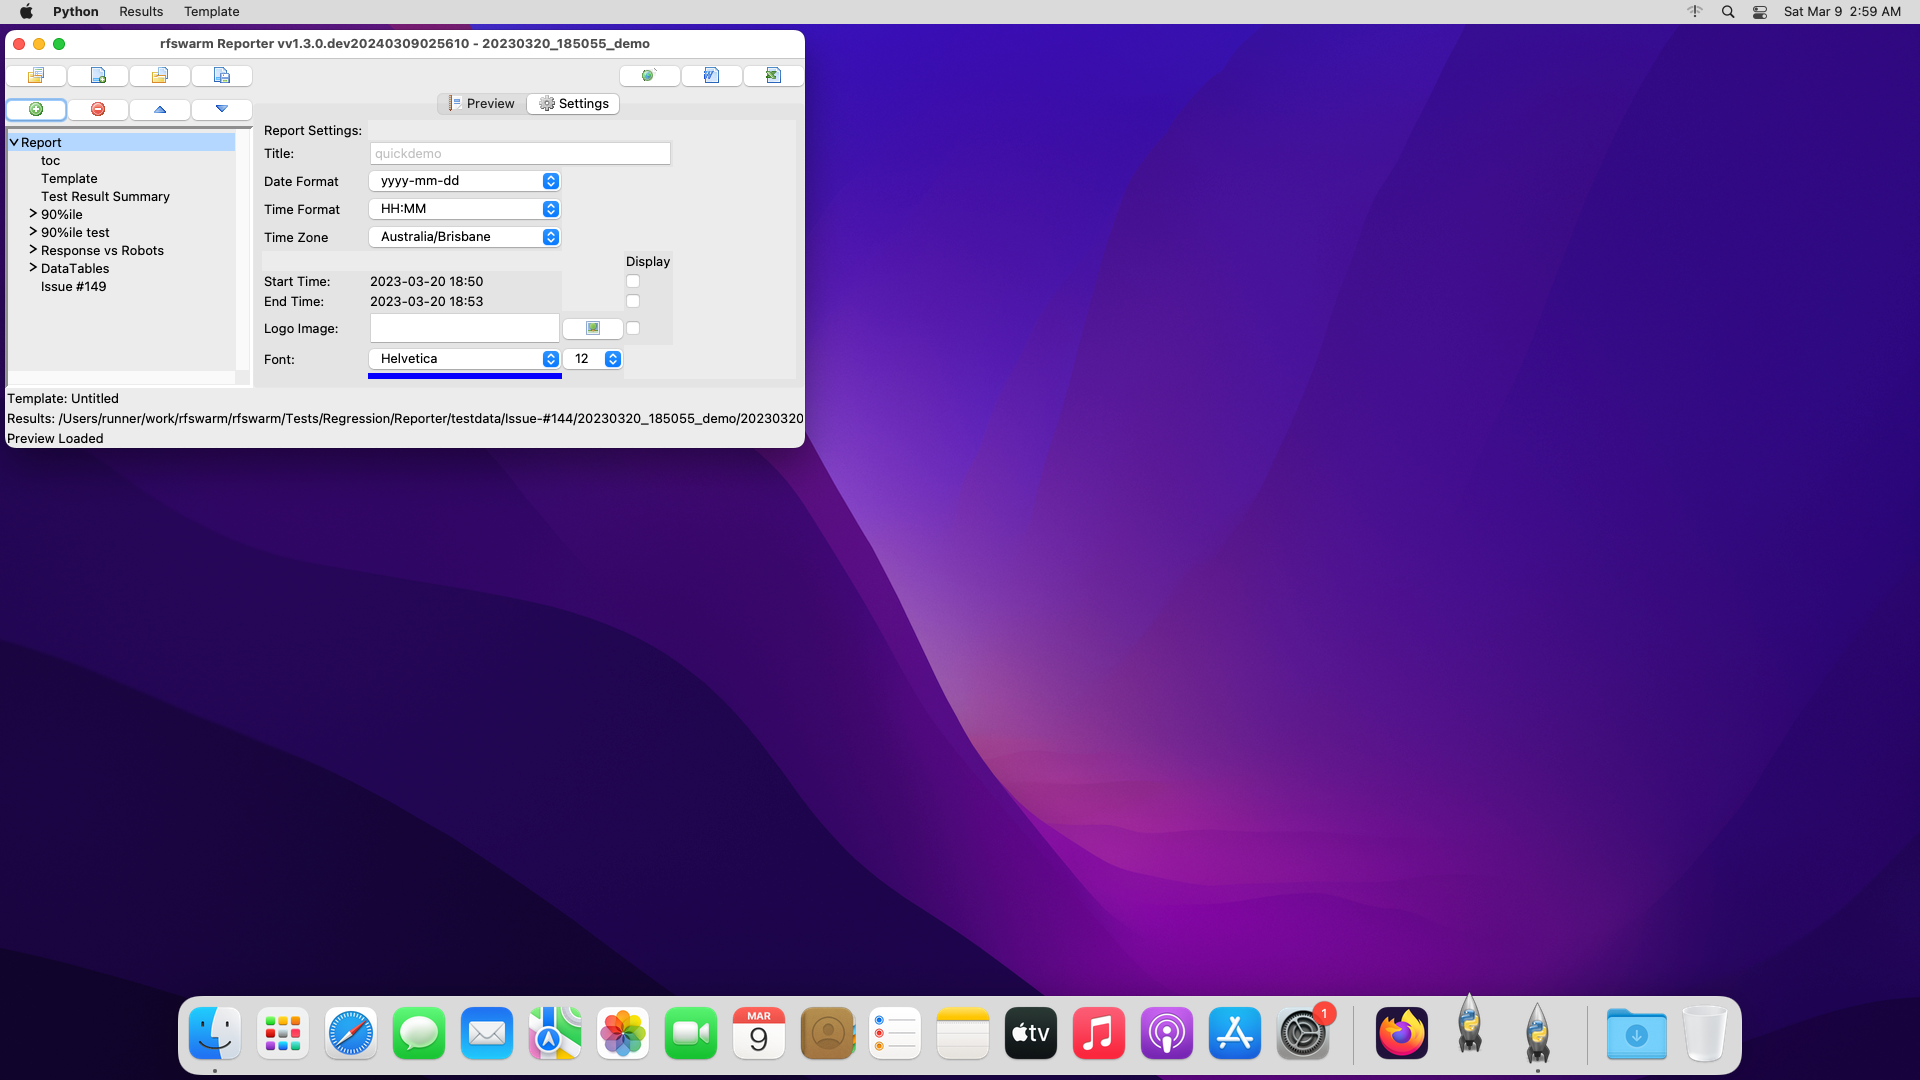 Python Results Template Sat Mar 9 2:59 AM
rfswarm Reporter vv1.3.0.dev20240309025610 - 20230320_185055_demo
Preview Settings
Report
toc
Template
Test Result Summary
90%ile
90%ile test
Response vs Robots
DataTables
Issue #149
Report Settings:
Title: quickdemo
Date Format yyyy-mm-dd
Time Format HH:MM
Time Zone Australia/Brisbane
Display
Start Time: 2023-03-20 18:50
End Time: 2023-03-20 18:53
Logo Image:
Font: Helvetica 12
Template: Untitled
Results: /Users/runner/work/rfswarm/rfswarm/Tests/Regression/Reporter/testdata/Issue-#144/20230320_185055_demo/20230320
Preview Loaded
MAR
9
tv
1